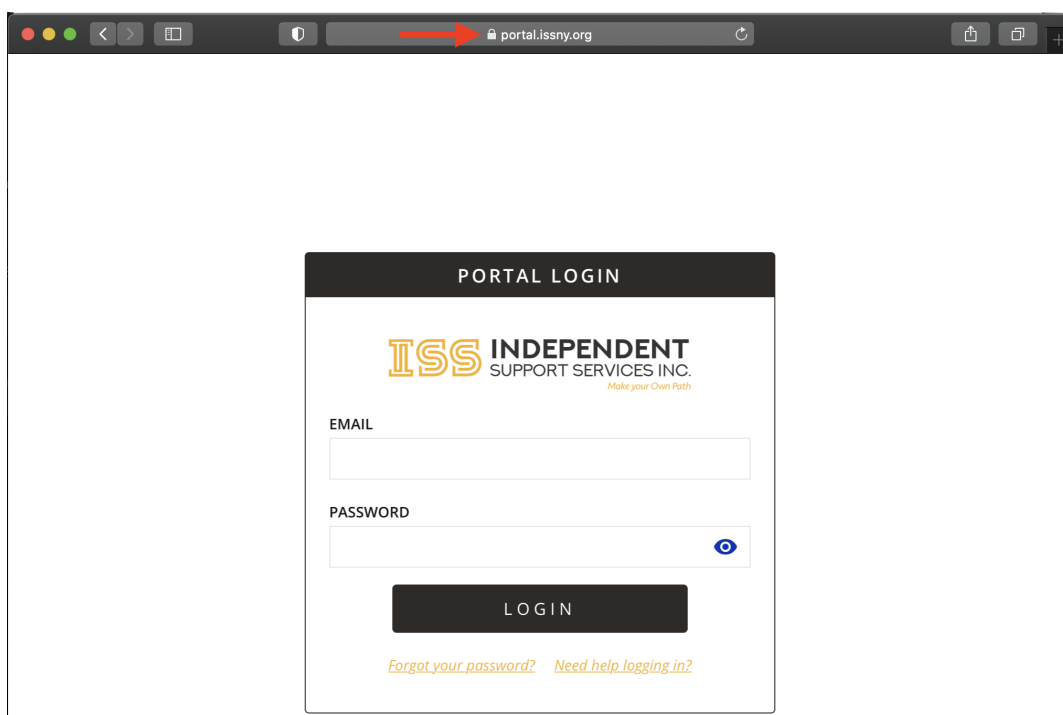 portal.issny.org
PORTAL LOGIN
ISS INDEPENDENT
SUPPORT SERVICES INC.
Make your Own Path
EMAIL
PASSWORD
LOGIN
Forgot your password? Need help logging in?